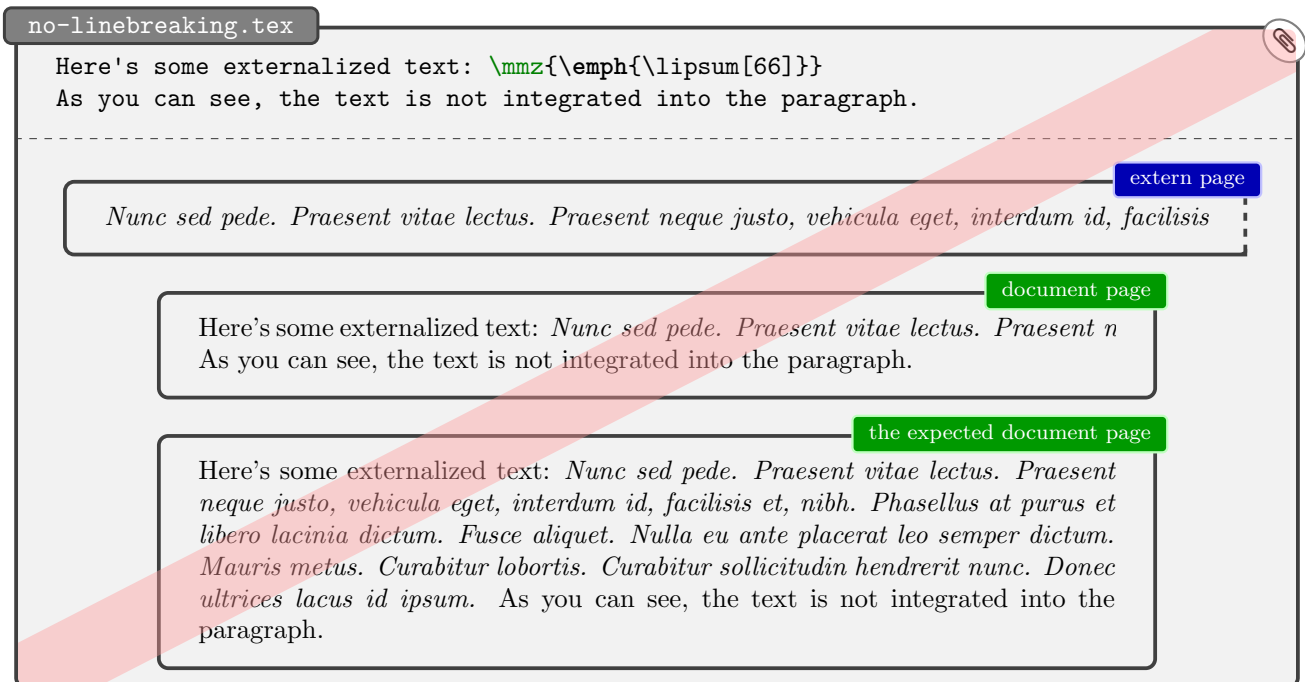 no-linebreaking.tex
Here's some externalized text: \mmz{\emph{\lipsum[66]}}
As you can see, the text is not integrated into the paragraph.
extern page
Nunc sed pede. Praesent vitae lectus. Praesent neque justo, vehicula eget, interdum id, facilisis
document page
Here's some externalized text: Nunc sed pede. Praesent vitae lectus. Praesent n
As you can see, the text is not integrated into the paragraph.
the expected document page
Here's some externalized text: Nunc sed pede. Praesent vitae lectus. Praesent
neque justo, vehicula eget, interdum id, facilisis et, nibh. Phasellus at purus et
libero lacinia dictum. Fusce aliquet. Nulla eu ante placerat leo semper dictum.
Mauris metus. Curabitur lobortis. Curabitur sollicitudin hendrerit nunc. Donec
ultrices lacus id ipsum. As you can see, the text is not integrated into the
paragraph.